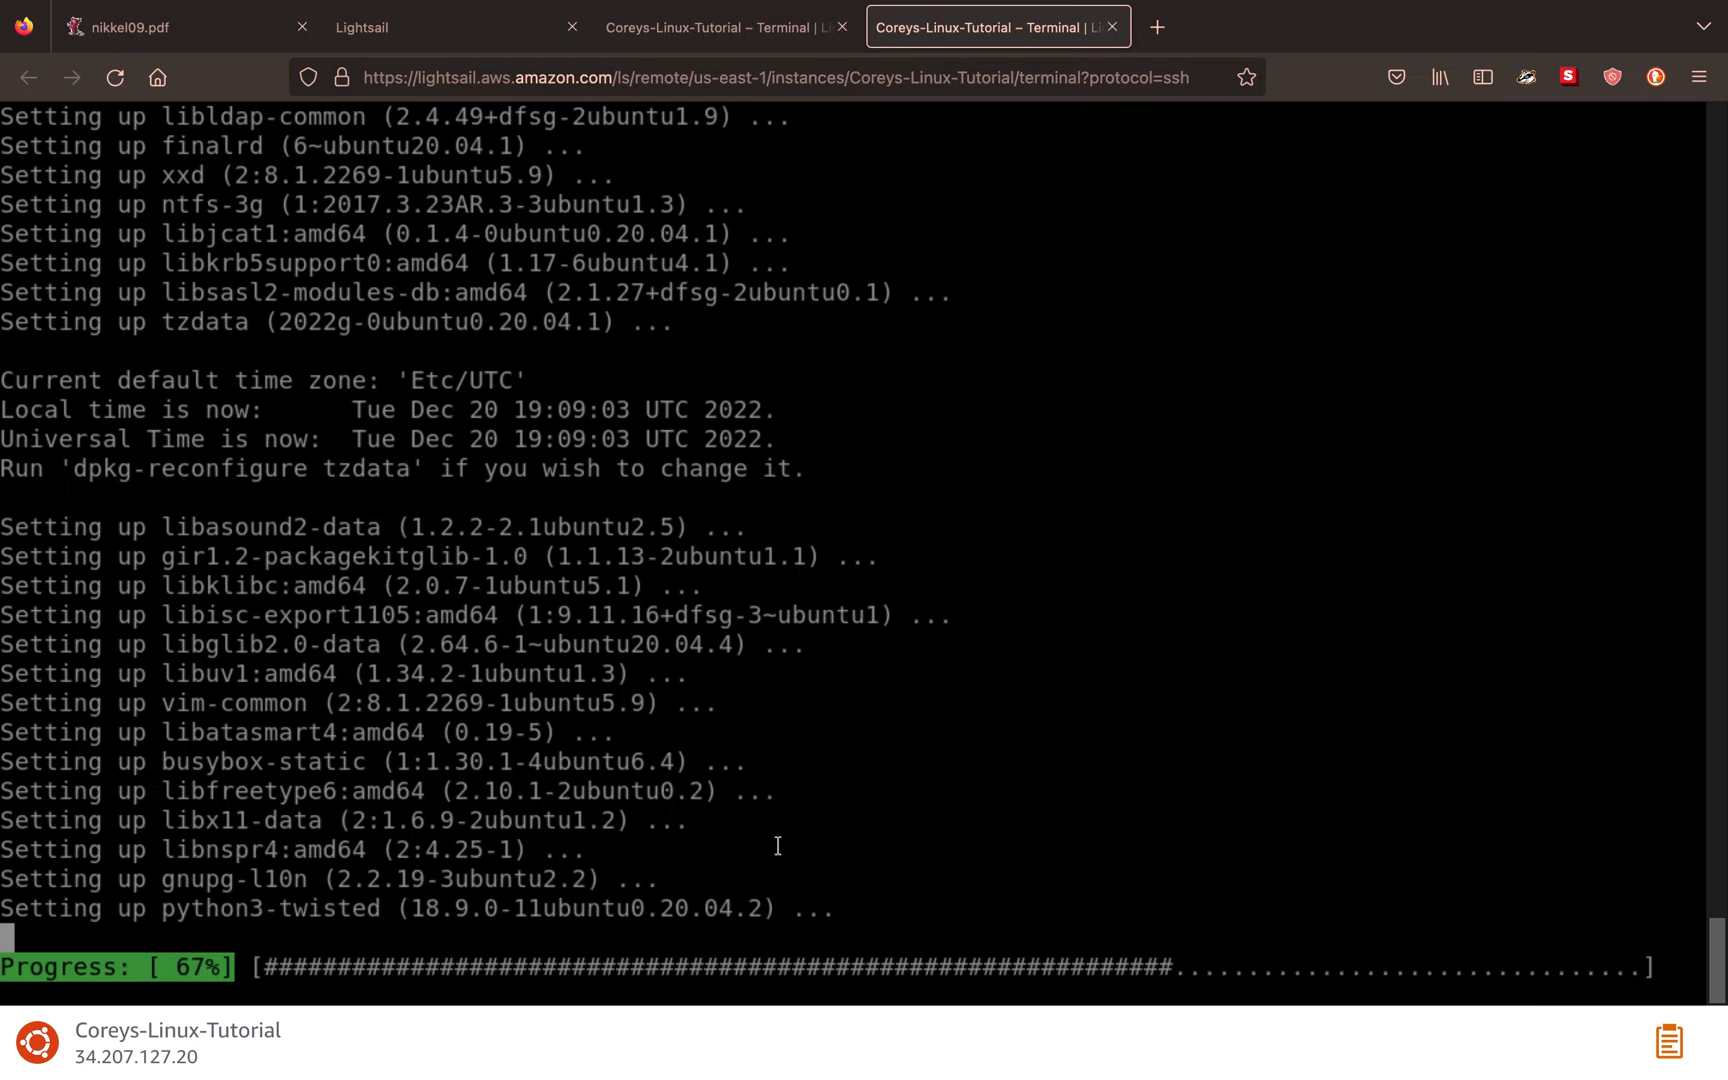 nikkel09.pdf
Lightsail
Coreys-Linux-Tutorial – Terminal | L
Coreys-Linux-Tutorial – Terminal | Li
https://lightsail.aws.amazon.com/ls/remote/us-east-1/instances/Coreys-Linux-Tutorial/terminal?protocol=ssh
Setting up libldap-common (2.4.49+dfsg-2ubuntu1.9) ...
Setting up finalrd (6~ubuntu20.04.1) ...
Setting up xxd (2:8.1.2269-1ubuntu5.9) ...
Setting up ntfs-3g (1:2017.3.23AR.3-3ubuntu1.3) ...
Setting up libjcat1:amd64 (0.1.4-0ubuntu0.20.04.1) ...
Setting up libkrb5support0:amd64 (1.17-6ubuntu4.1) ...
Setting up libsasl2-modules-db:amd64 (2.1.27+dfsg-2ubuntu0.1) ...
Setting up tzdata (2022g-0ubuntu0.20.04.1) ...
Current default time zone: 'Etc/UTC'
Local time is now:      Tue Dec 20 19:09:03 UTC 2022.
Universal Time is now:  Tue Dec 20 19:09:03 UTC 2022.
Run 'dpkg-reconfigure tzdata' if you wish to change it.
Setting up libasound2-data (1.2.2-2.1ubuntu2.5) ...
Setting up gir1.2-packagekitglib-1.0 (1.1.13-2ubuntu1.1) ...
Setting up libklibc:amd64 (2.0.7-1ubuntu5.1) ...
Setting up libisc-export1105:amd64 (1:9.11.16+dfsg-3~ubuntu1) ...
Setting up libglib2.0-data (2.64.6-1~ubuntu20.04.4) ...
Setting up libuv1:amd64 (1.34.2-1ubuntu1.3) ...
Setting up vim-common (2:8.1.2269-1ubuntu5.9) ...
Setting up libatasmart4:amd64 (0.19-5) ...
Setting up busybox-static (1:1.30.1-4ubuntu6.4) ...
Setting up libfreetype6:amd64 (2.10.1-2ubuntu0.2) ...
Setting up libx11-data (2:1.6.9-2ubuntu1.2) ...
Setting up libnspr4:amd64 (2:4.25-1) ...
Setting up gnupg-l10n (2.2.19-3ubuntu2.2) ...
Setting up python3-twisted (18.9.0-11ubuntu0.20.04.2) ...
Progress: [ 67%] [##############################################################................................]
Coreys-Linux-Tutorial
34.207.127.20